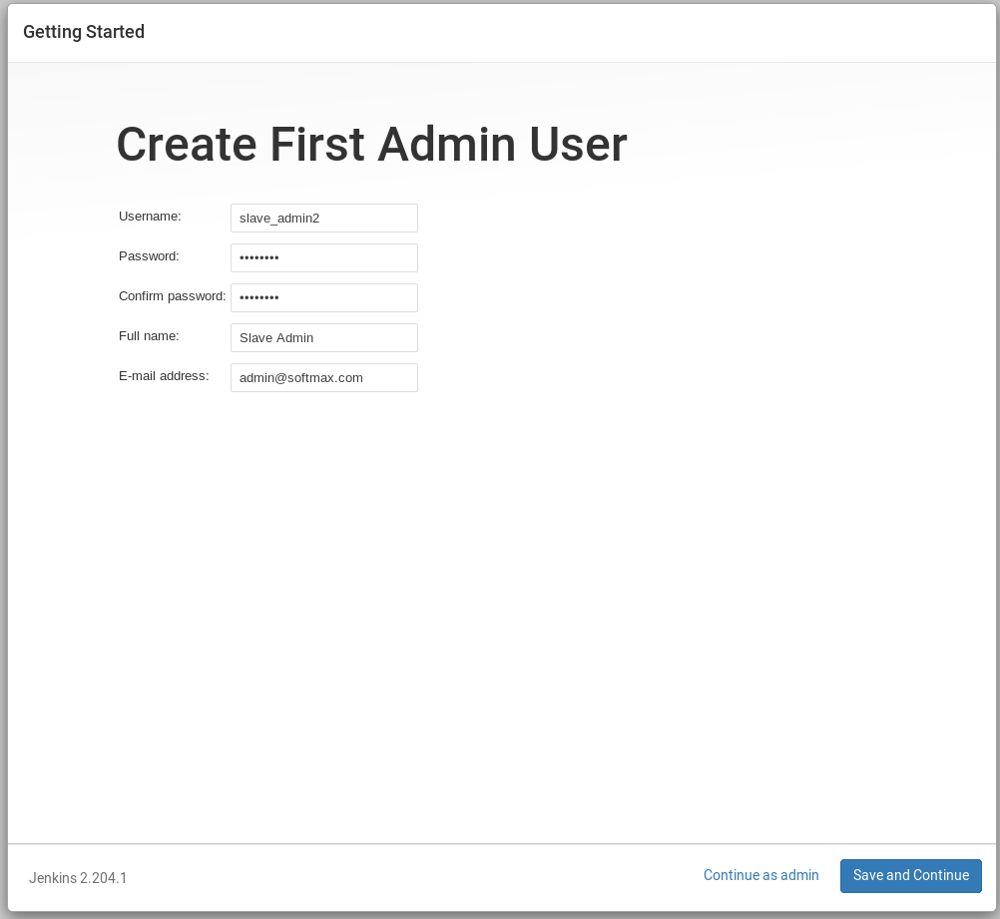 Getting Started
Create First Admin User
Username: slave_admin2
Password: ••••••••
Confirm password: ••••••••
Full name: Slave Admin
E-mail address: admin@softmax.com
Jenkins 2.204.1 Continue as admin Save and Continue